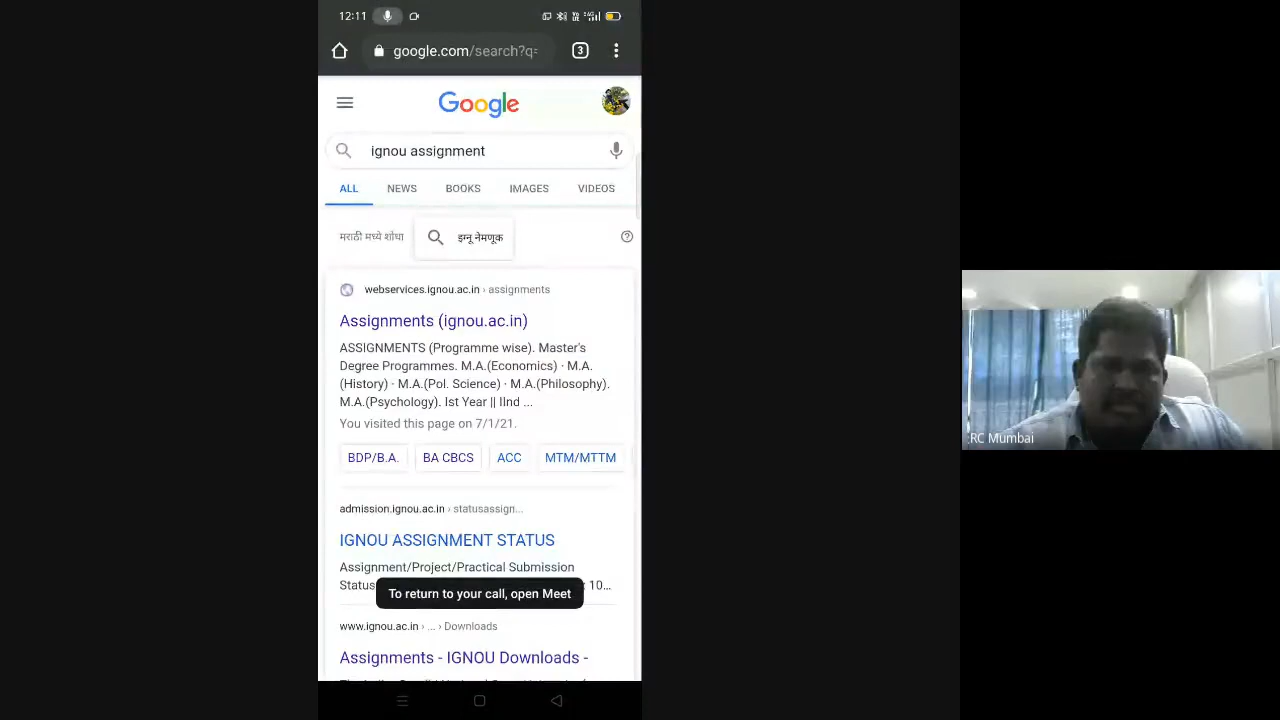 12:11
google.com/search?q=
3
Google
ignou assignment
ALL NEWS BOOKS IMAGES VIDEOS
मराठी मध्ये शोधा इग्नू नेमणूक
webservices.ignou.ac.in › assignments
Assignments (ignou.ac.in)
ASSIGNMENTS (Programme wise). Master's
Degree Programmes. M.A.(Economics) · M.A.
(History) · M.A.(Pol. Science) · M.A.(Philosophy).
M.A.(Psychology). Ist Year || IInd ...
You visited this page on 7/1/21.
BDP/B.A. BA CBCS ACC MTM/MTTM
admission.ignou.ac.in › statusassign...
IGNOU ASSIGNMENT STATUS
Assignment/Project/Practical Submission
Status 10...
To return to your call, open Meet
www.ignou.ac.in › ... › Downloads
Assignments - IGNOU Downloads -
RC Mumbai